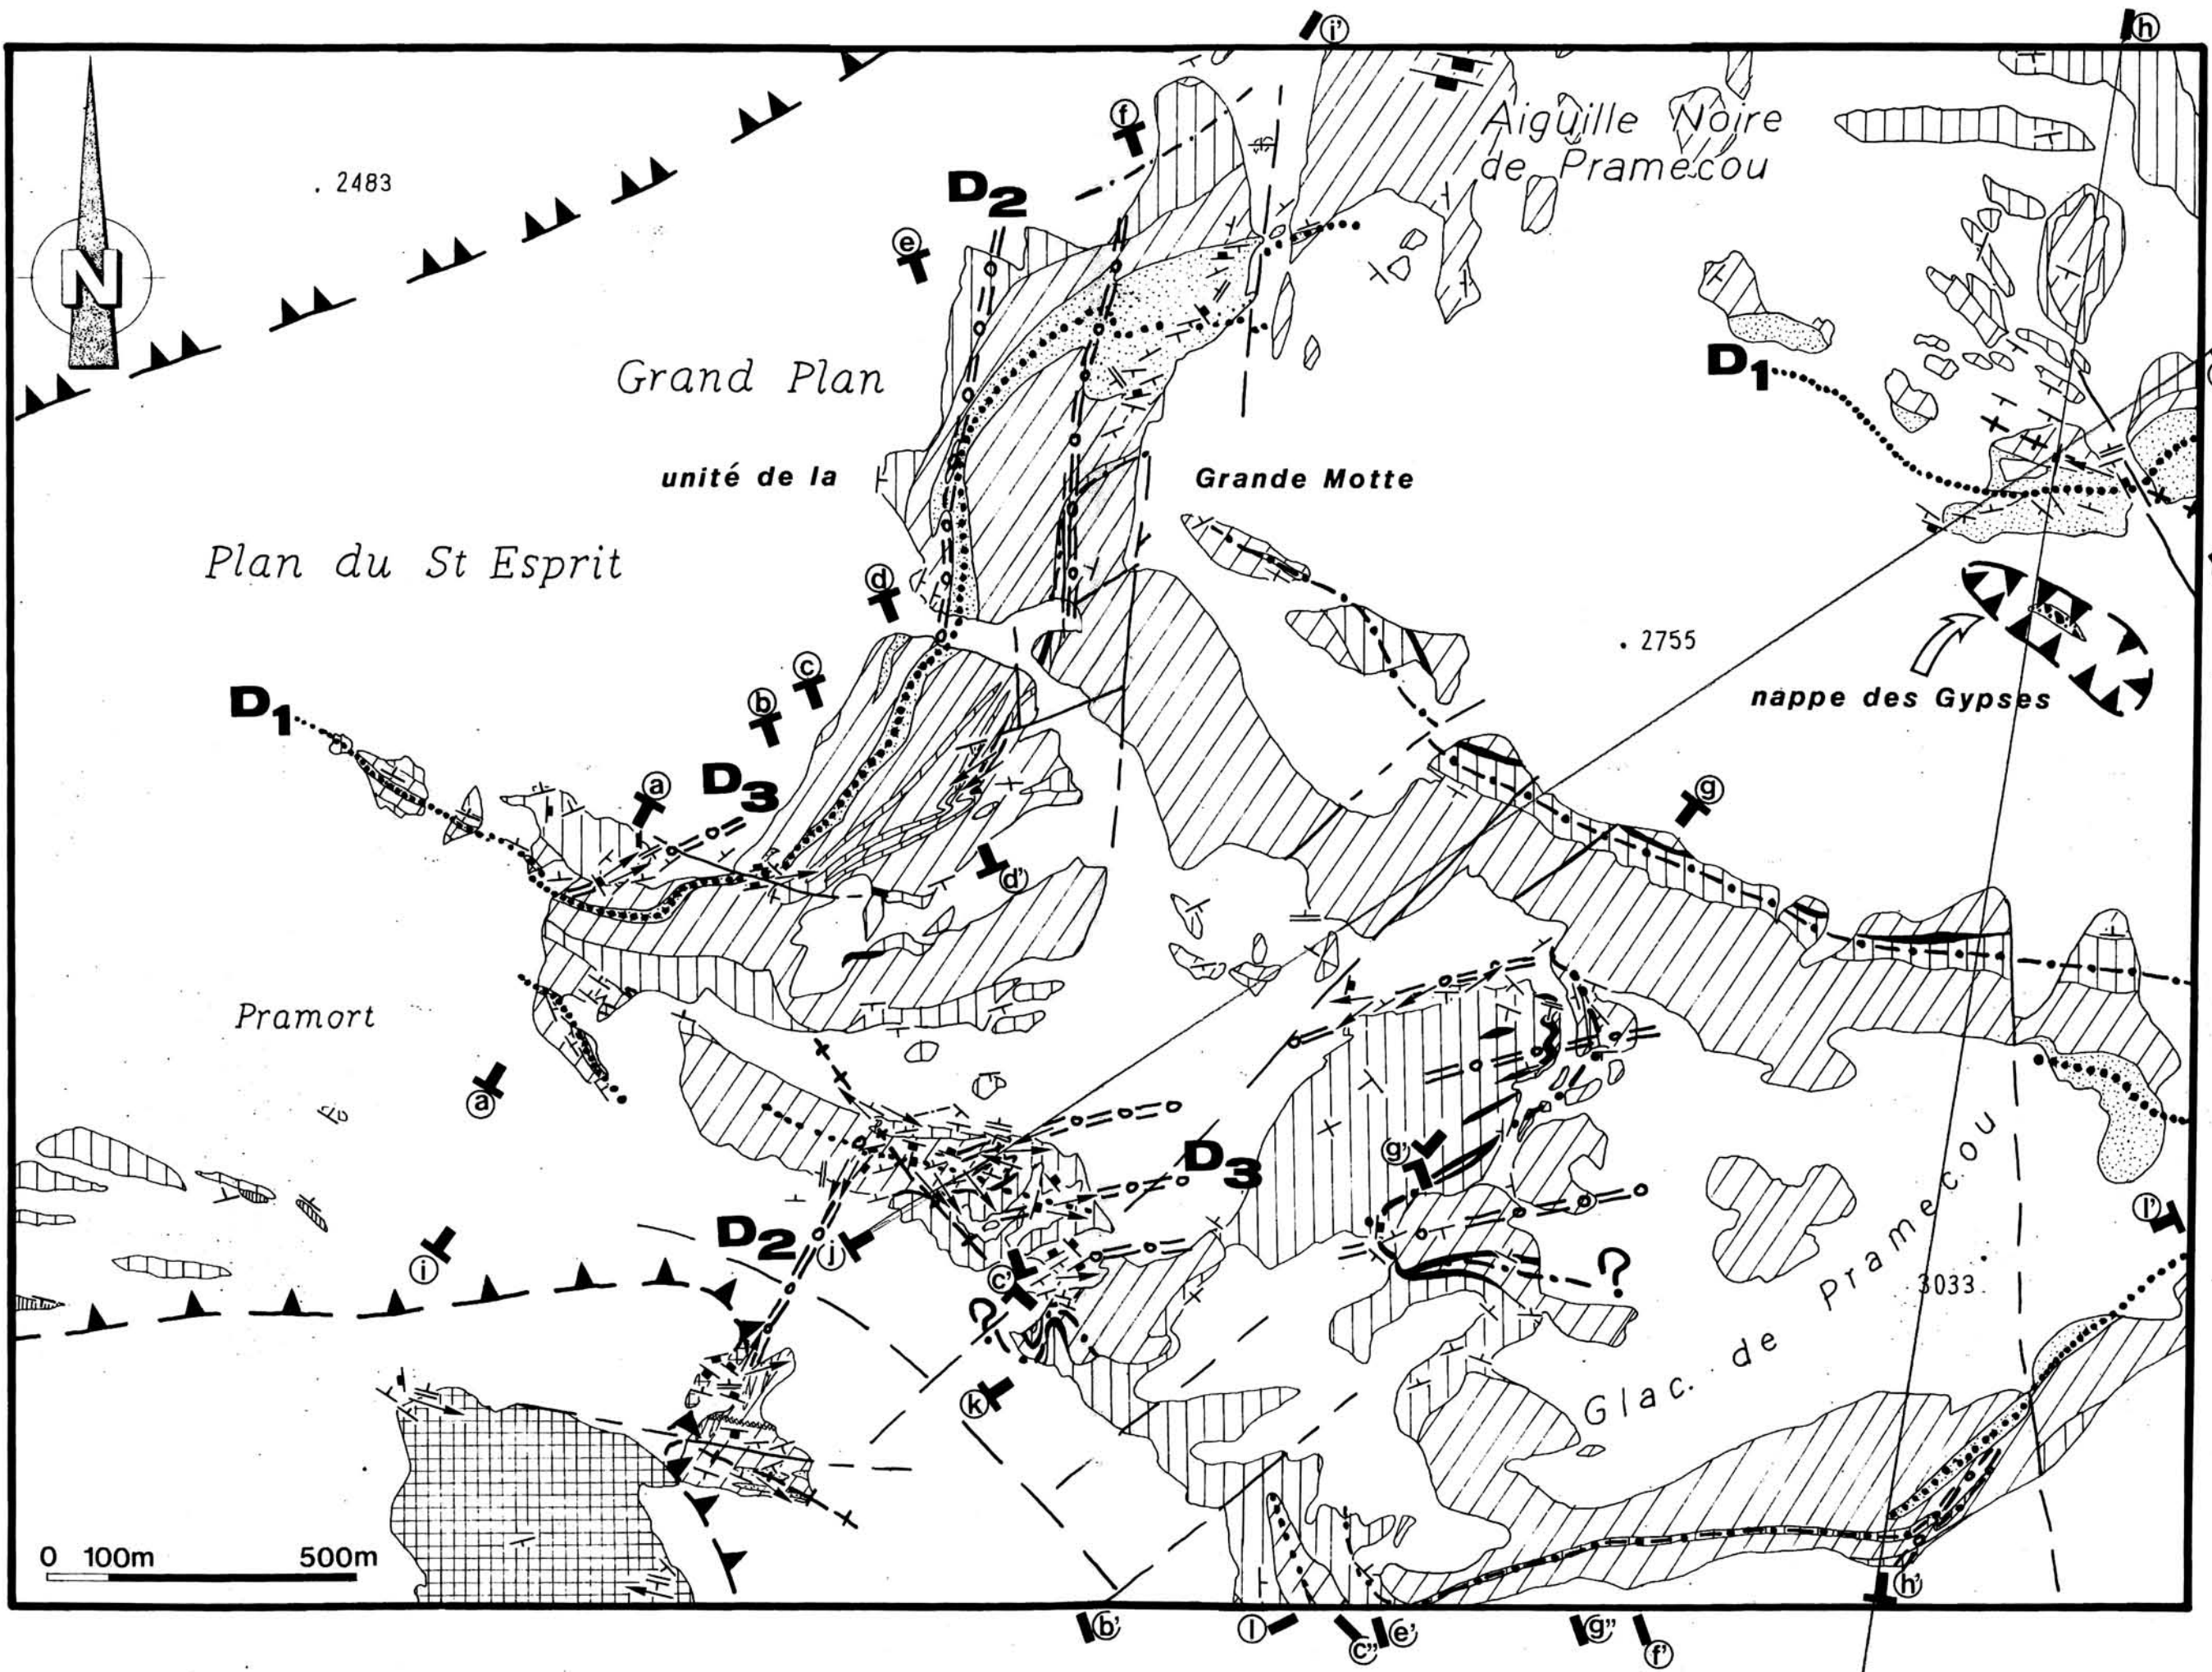 i'
h
N
. 2483
f
Aiguille Noire
de Pramecou
D2
e
Grand Plan
D1
unité de la
Grande Motte
Plan du St Esprit
d
. 2755
c
b
nappe des Gypses
D1
D3
a
g
d'
Pramort
a
g'
D3
l'
D2
j
i
c'
?
?
3033
Glac. de Pramecou
k
0 100m 500m
h'
b'
l
c''
e'
g''
f'